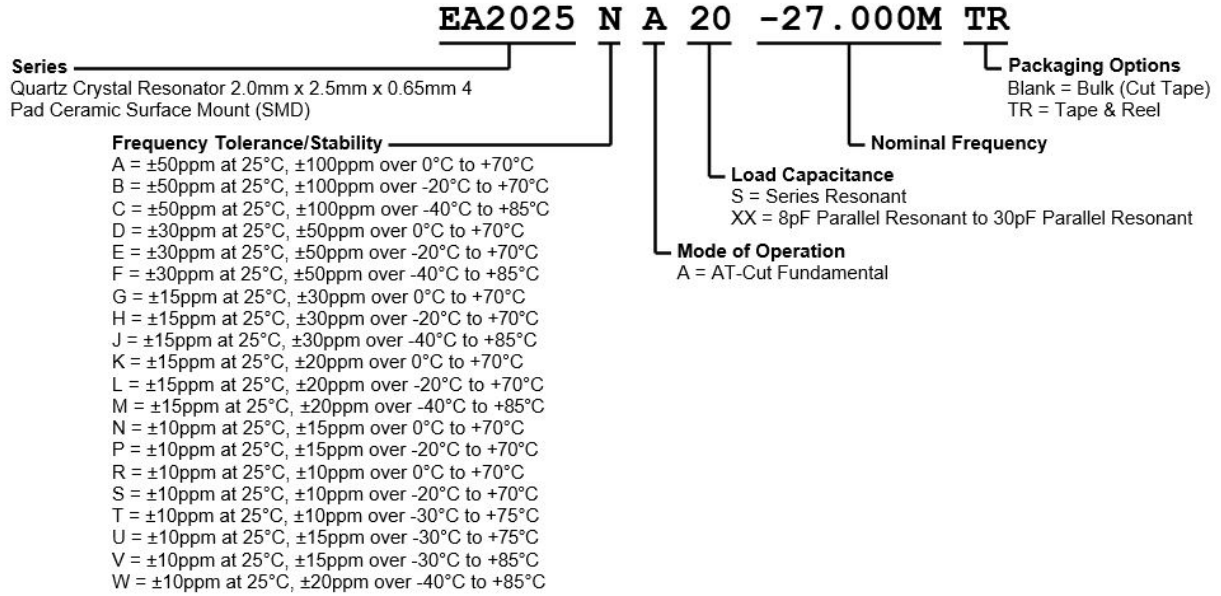 EA2025 N A 20 -27.000M TR
Series
Quartz Crystal Resonator 2.0mm x 2.5mm x 0.65mm 4
Pad Ceramic Surface Mount (SMD)
Packaging Options
Blank = Bulk (Cut Tape)
TR = Tape & Reel
Frequency Tolerance/Stability
A = ±50ppm at 25°C, ±100ppm over 0°C to +70°C
B = ±50ppm at 25°C, ±100ppm over -20°C to +70°C
C = ±50ppm at 25°C, ±100ppm over -40°C to +85°C
D = ±30ppm at 25°C, ±50ppm over 0°C to +70°C
E = ±30ppm at 25°C, ±50ppm over -20°C to +70°C
F = ±30ppm at 25°C, ±50ppm over -40°C to +85°C
G = ±15ppm at 25°C, ±30ppm over 0°C to +70°C
H = ±15ppm at 25°C, ±30ppm over -20°C to +70°C
J = ±15ppm at 25°C, ±30ppm over -40°C to +85°C
K = ±15ppm at 25°C, ±20ppm over 0°C to +70°C
L = ±15ppm at 25°C, ±20ppm over -20°C to +70°C
M = ±15ppm at 25°C, ±20ppm over -40°C to +85°C
N = ±10ppm at 25°C, ±15ppm over 0°C to +70°C
P = ±10ppm at 25°C, ±15ppm over -20°C to +70°C
R = ±10ppm at 25°C, ±10ppm over 0°C to +70°C
S = ±10ppm at 25°C, ±10ppm over -20°C to +70°C
T = ±10ppm at 25°C, ±10ppm over -30°C to +75°C
U = ±10ppm at 25°C, ±15ppm over -30°C to +75°C
V = ±10ppm at 25°C, ±15ppm over -30°C to +85°C
W = ±10ppm at 25°C, ±20ppm over -40°C to +85°C
Nominal Frequency
Load Capacitance
S = Series Resonant
XX = 8pF Parallel Resonant to 30pF Parallel Resonant
Mode of Operation
A = AT-Cut Fundamental